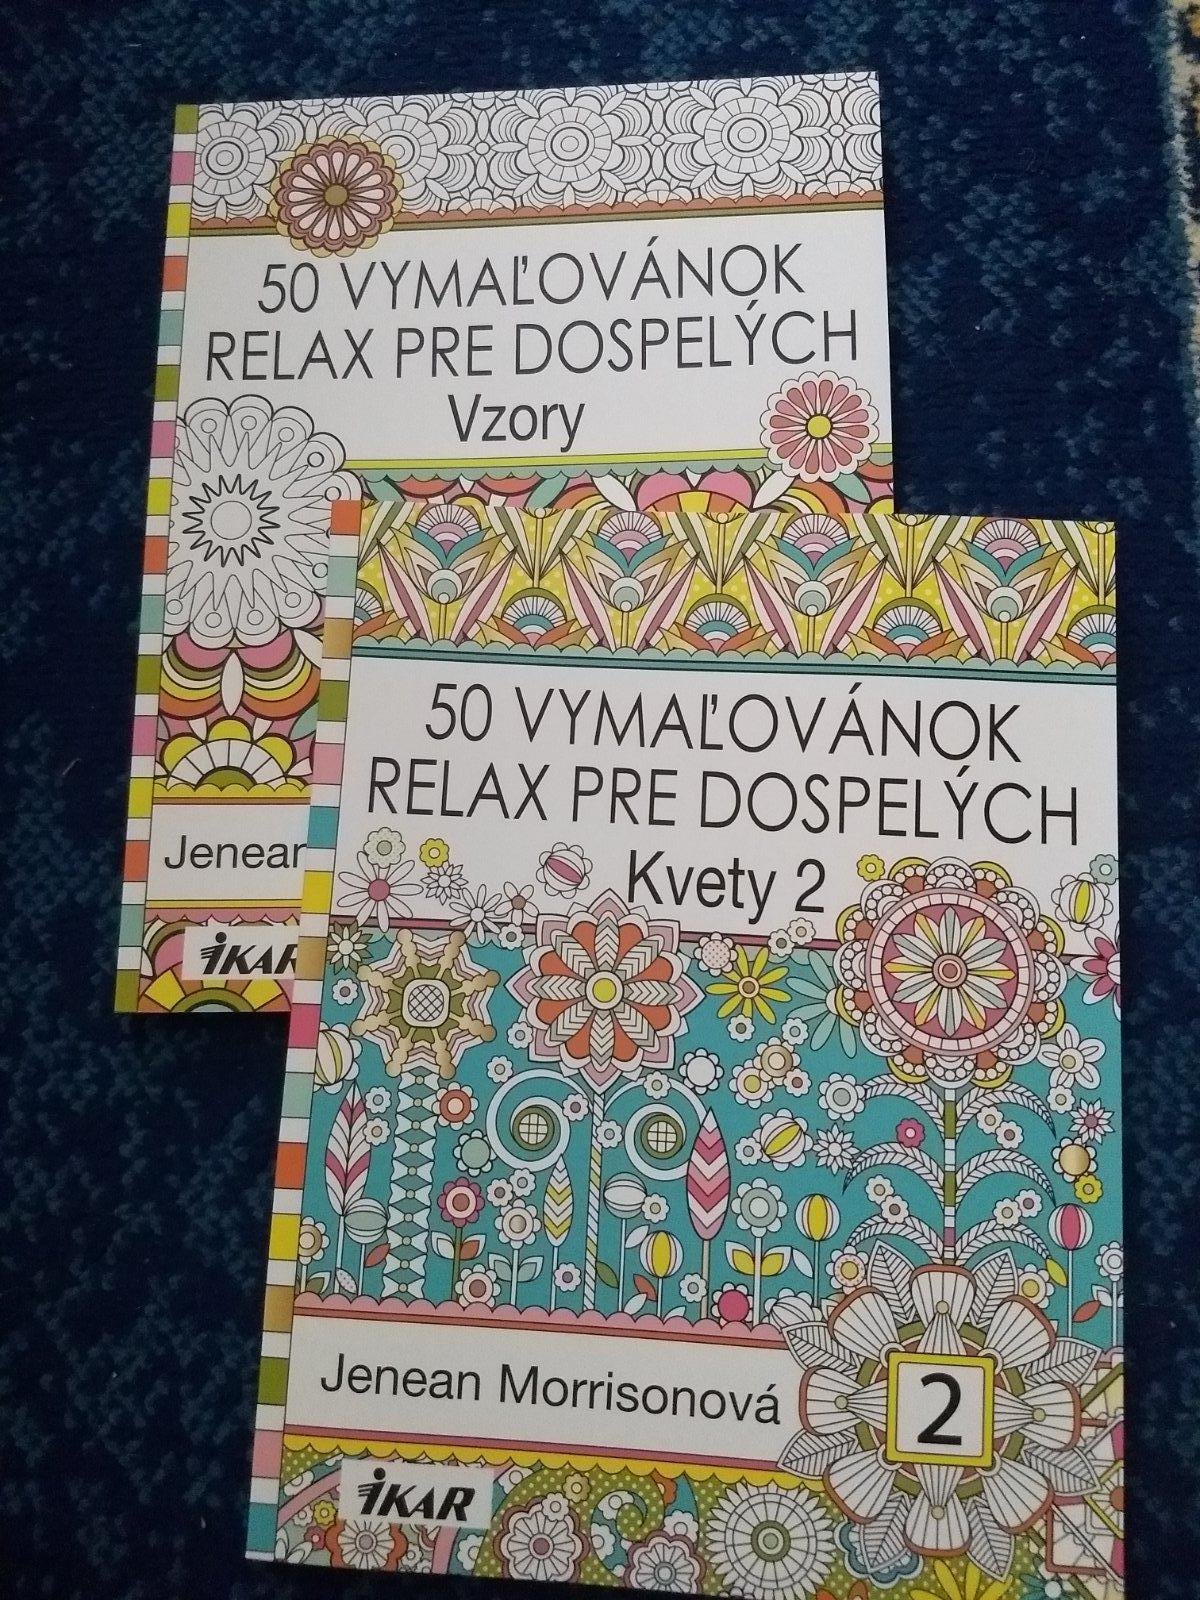 50 VYMAĽOVÁNOK
RELAX PRE DOSPELÝCH
Vzory
Jenean
IKAR
50 VYMAĽOVÁNOK
RELAX PRE DOSPELÝCH
Kvety 2
Jenean Morrisonová
2
IKAR